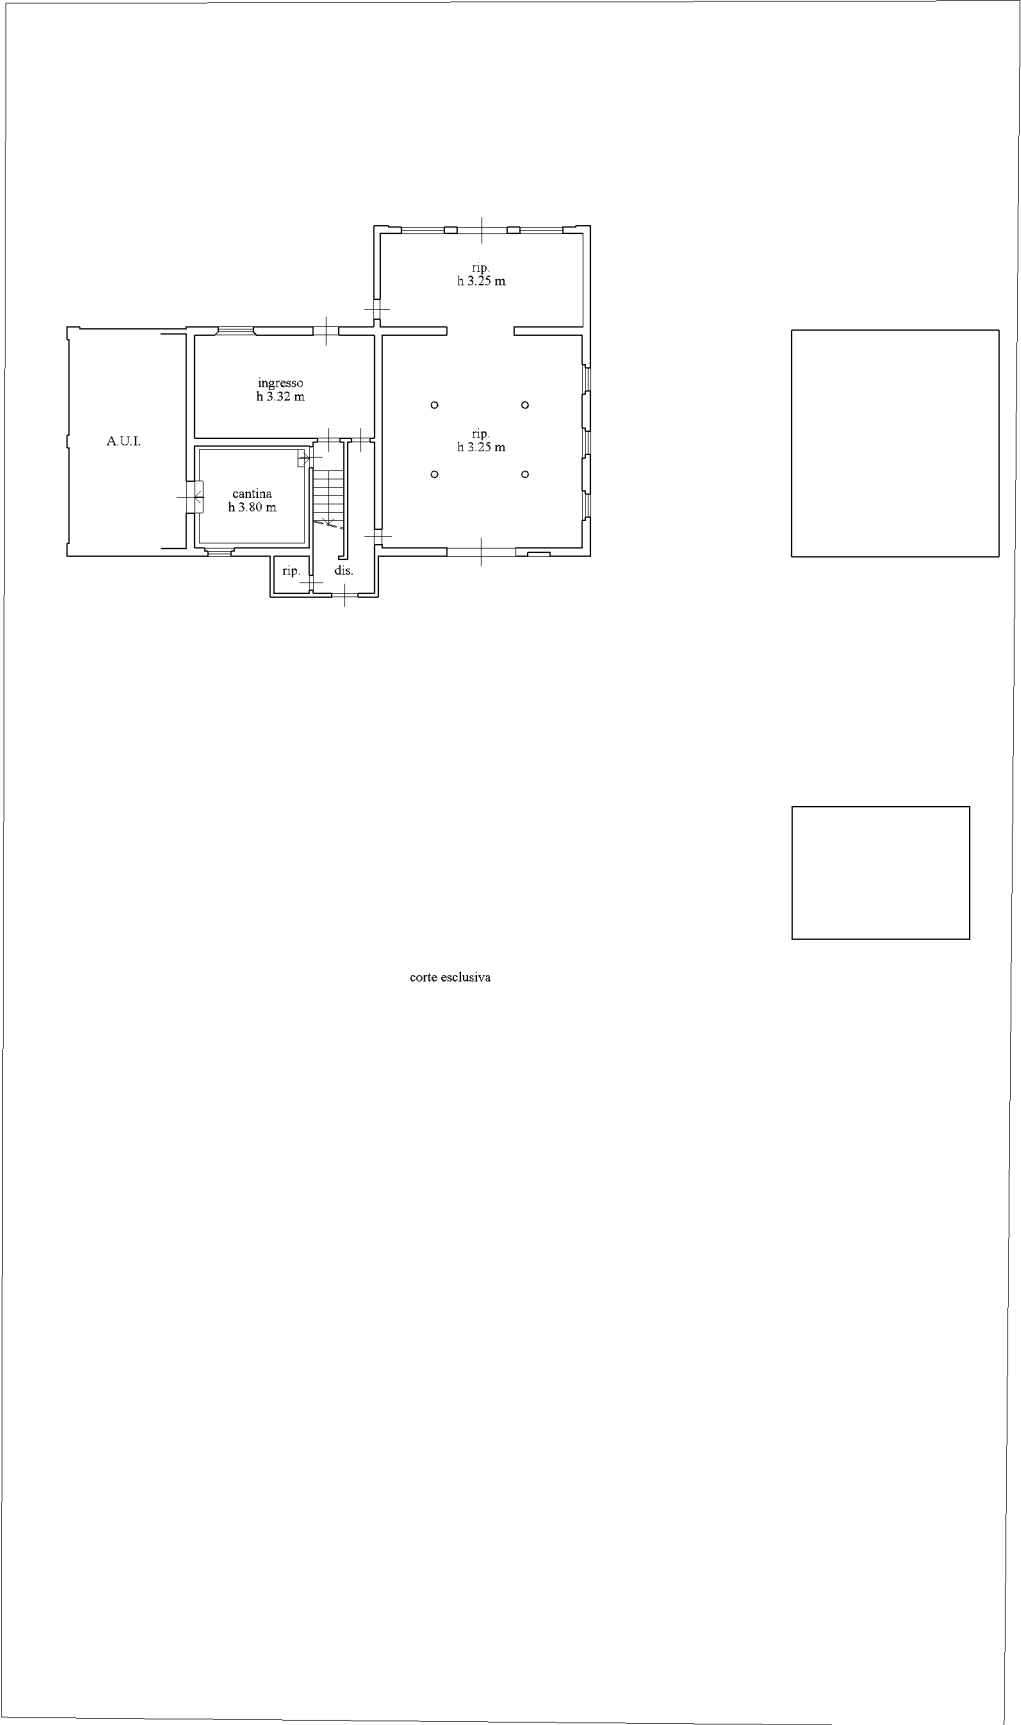 rip.
h 3.25 m
ingresso
h 3.32 m
A.U.I.
rip.
h 3.25 m
cantina
h 3.80 m
rip.
dis.
corte esclusiva